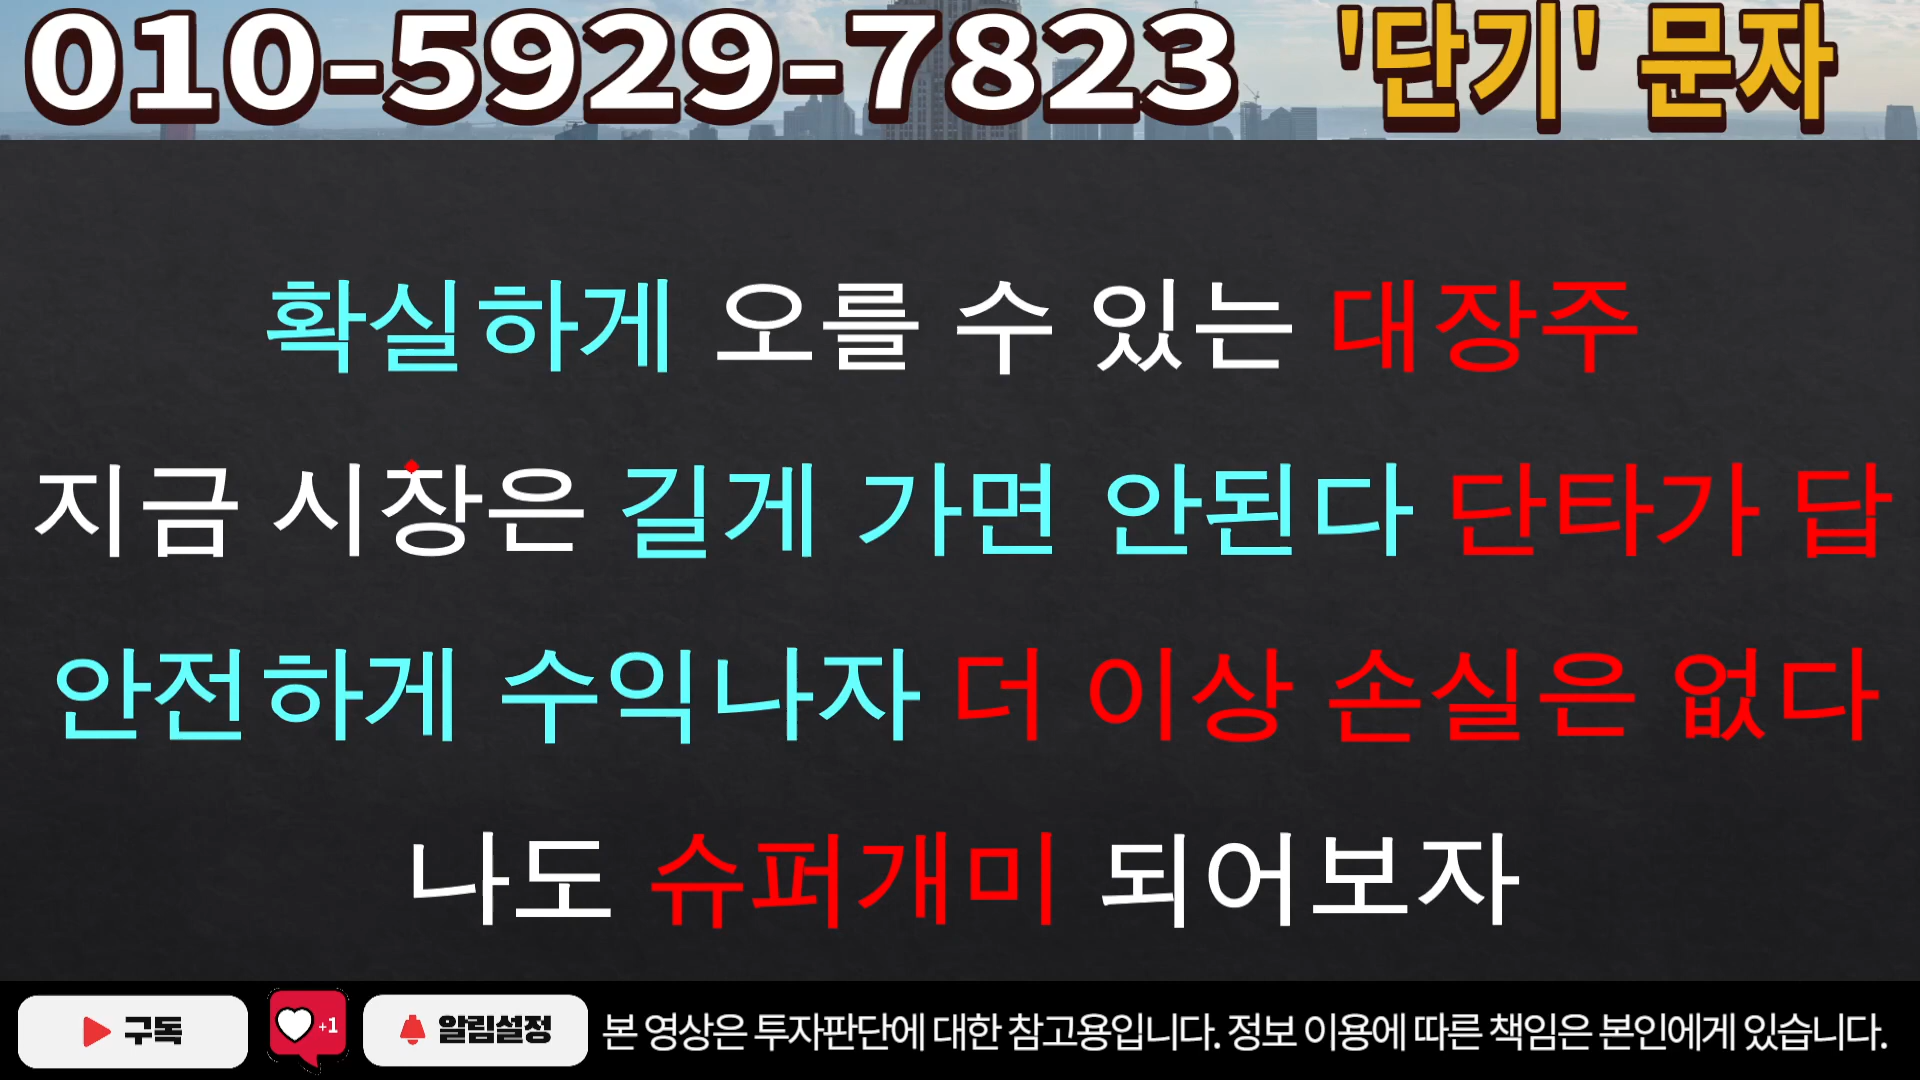 010-5929-7823 '단기' 문자
확실하게 오를 수 있는 대장주
지금 시장은 길게 가면 안된다 단타가 답
안전하게 수익나자 더 이상 손실은 없다
나도 슈퍼개미 되어보자
구독 +1 알림설정 본 영상은 투자판단에 대한 참고용입니다. 정보 이용에 따른 책임은 본인에게 있습니다.